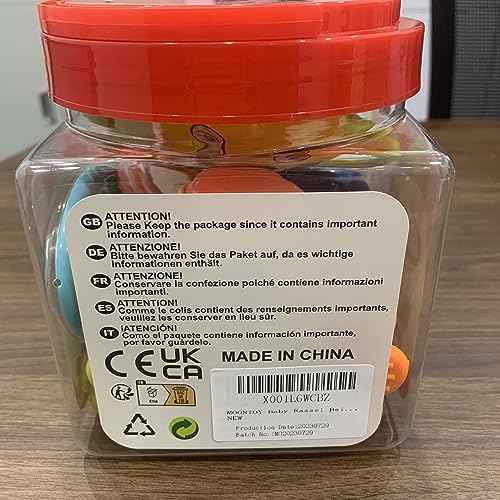 GB ATTENTION!
Please Keep the package since it contains important
information.
DE ATTENZIONE!
Bitte bewahren Sie das Paket auf, da es wichtige
Informationen enthält.
FR ATTENZIONE!
Conservare la confezione poiché contiene informazioni
importanti.
ES ATTENTION!
Comme le colis contient des renseignements importants,
veuillez les conserver en lieu sûr.
IT ¡ATENCIÓN!
Como el paquete contiene información importante,
por favor guárdelo.
CE UK
CA
MADE IN CHINA
X001LGWCBZ
MOONTOY Baby Rassel Bei...
NEW
Production Date:20230729
Batch No.:MO20230729